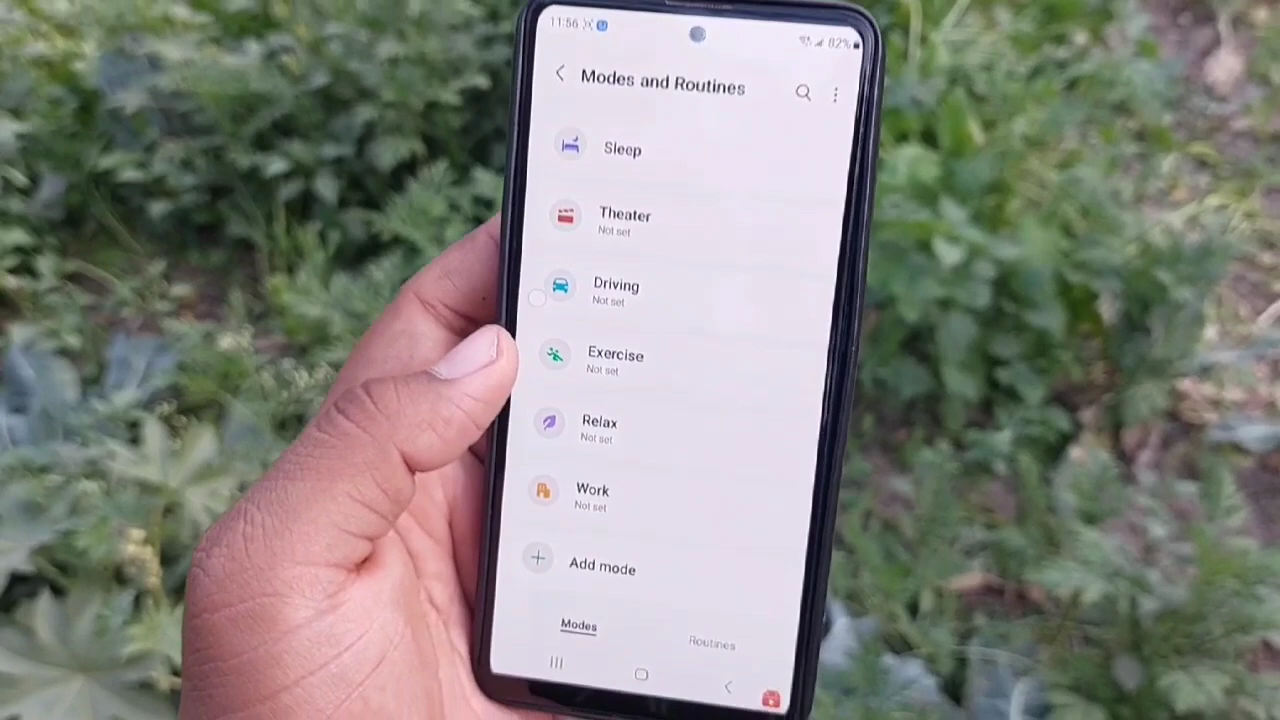 11:56
82%
Modes and Routines
Sleep
Theater
Not set
Driving
Not set
Exercise
Not set
Relax
Not set
Work
Not set
Add mode
Modes
Routines